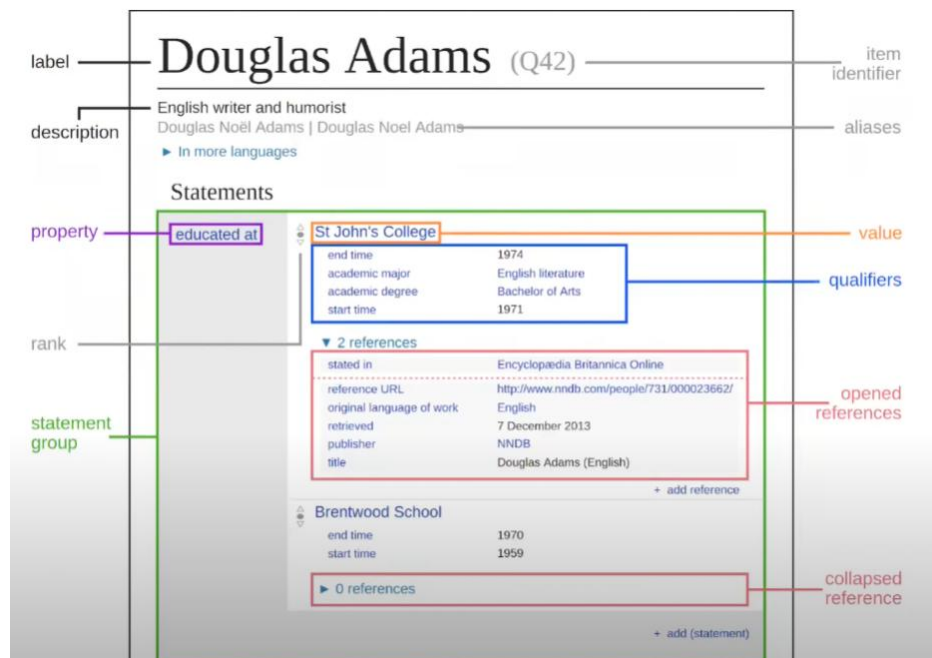 label
Douglas Adams (Q42)
item
identifier
English writer and humorist
description
Douglas Noël Adams | Douglas Noel Adams
aliases
► In more languages
Statements
property
educated at
St John's College
value
end time 1974
academic major English literature
academic degree Bachelor of Arts
start time 1971
qualifiers
rank
▼ 2 references
stated in Encyclopædia Britannica Online
reference URL http://www.nndb.com/people/731/000023662/
original language of work English
retrieved 7 December 2013
publisher NNDB
title Douglas Adams (English)
opened
references
statement
group
+ add reference
Brentwood School
end time 1970
start time 1959
► 0 references
collapsed
reference
+ add (statement)